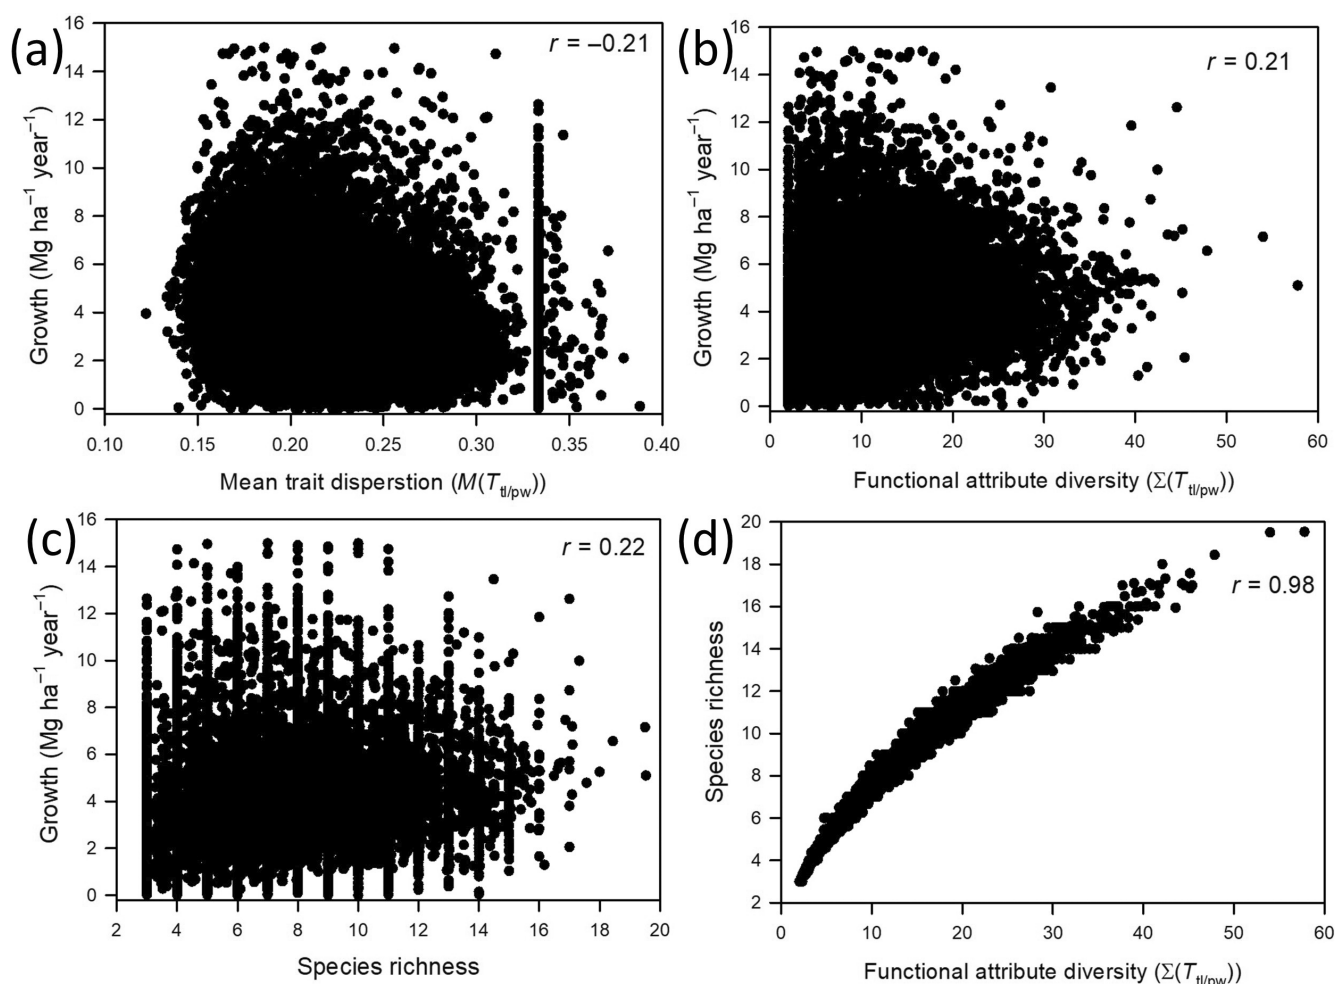 (a)
r = –0.21
16
14
12
10
8
6
4
2
0
Growth (Mg ha⁻¹ year⁻¹)
0.10 0.15 0.20 0.25 0.30 0.35 0.40
Mean trait disperstion (M(T_tl/pw))
(b)
r = 0.21
16
14
12
10
8
6
4
2
0
Growth (Mg ha⁻¹ year⁻¹)
0 10 20 30 40 50 60
Functional attribute diversity (Σ(T_tl/pw))
(c)
r = 0.22
16
14
12
10
8
6
4
2
0
Growth (Mg ha⁻¹ year⁻¹)
2 4 6 8 10 12 14 16 18 20
Species richness
(d)
r = 0.98
20
18
16
14
12
10
8
6
4
2
Species richness
0 10 20 30 40 50 60
Functional attribute diversity (Σ(T_tl/pw))